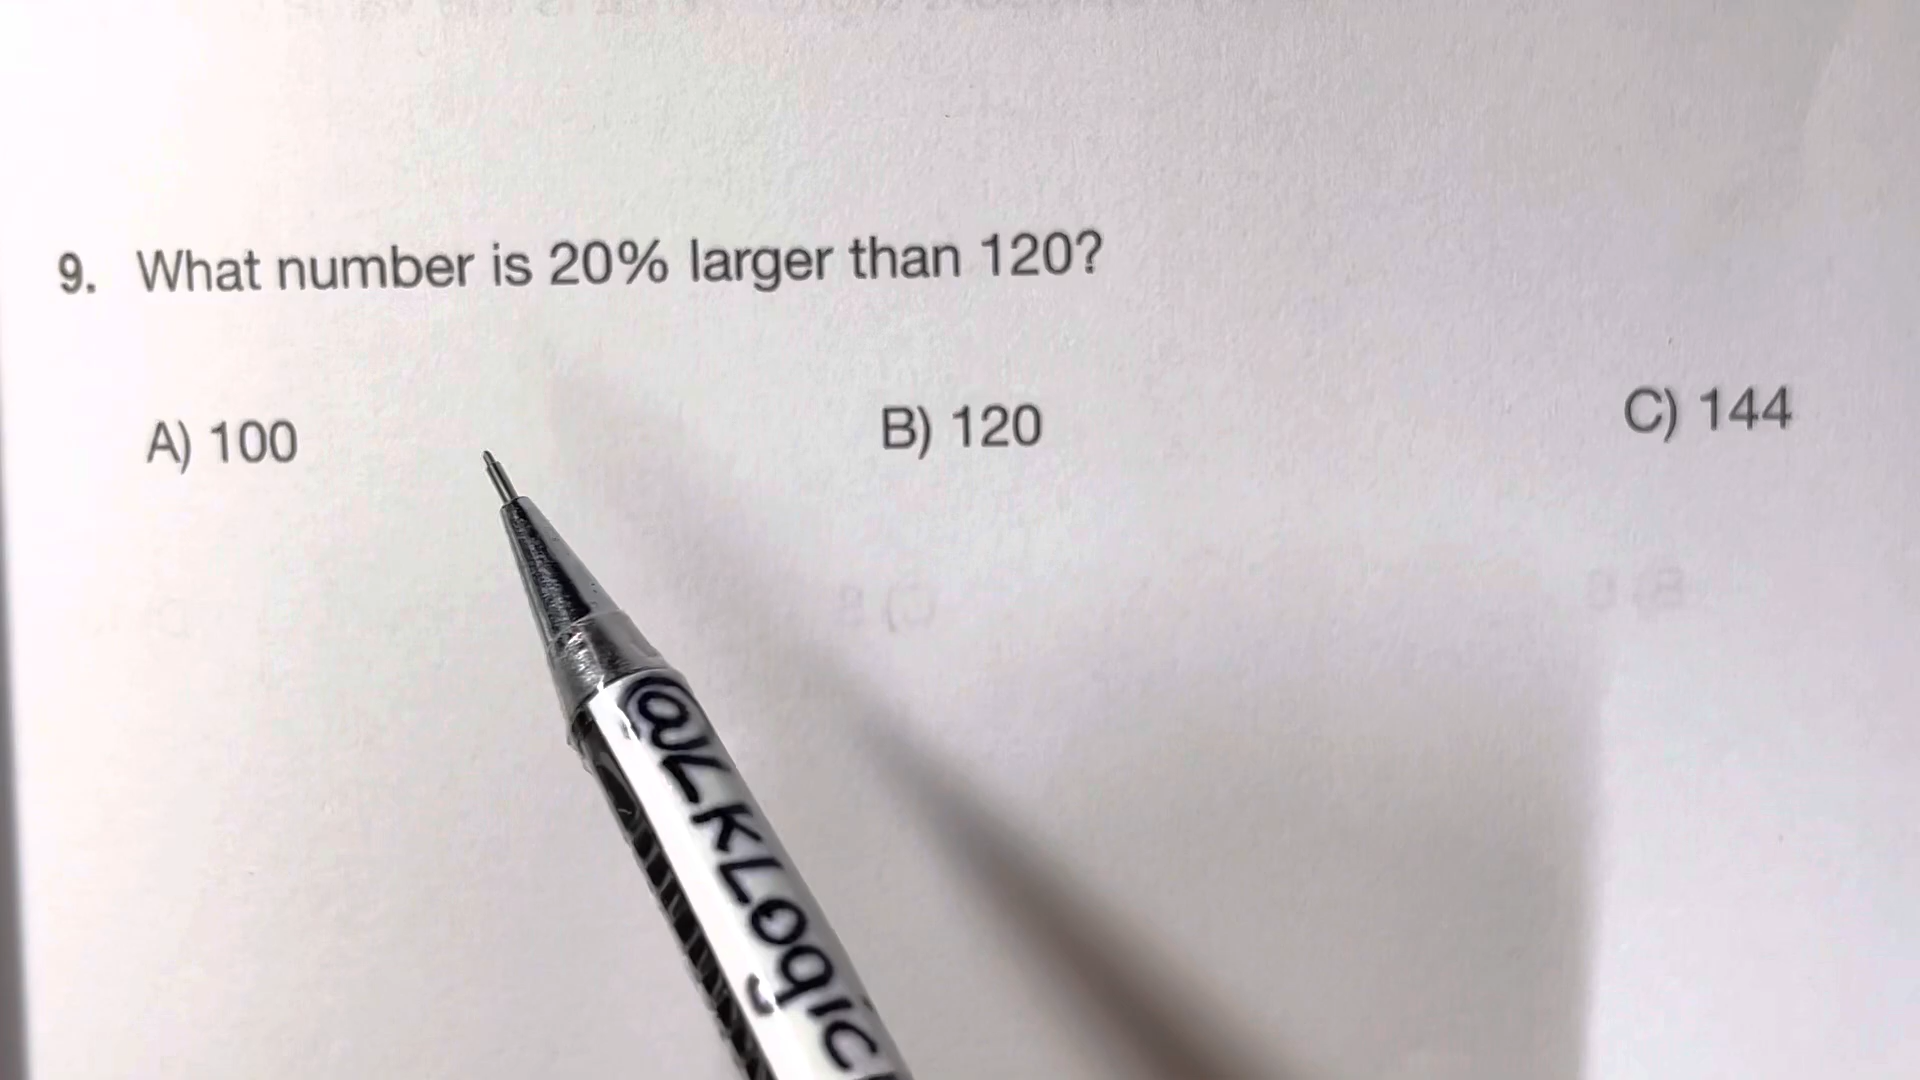 9. What number is 20% larger than 120?
A) 100 B) 120 C) 144
@LKLogic